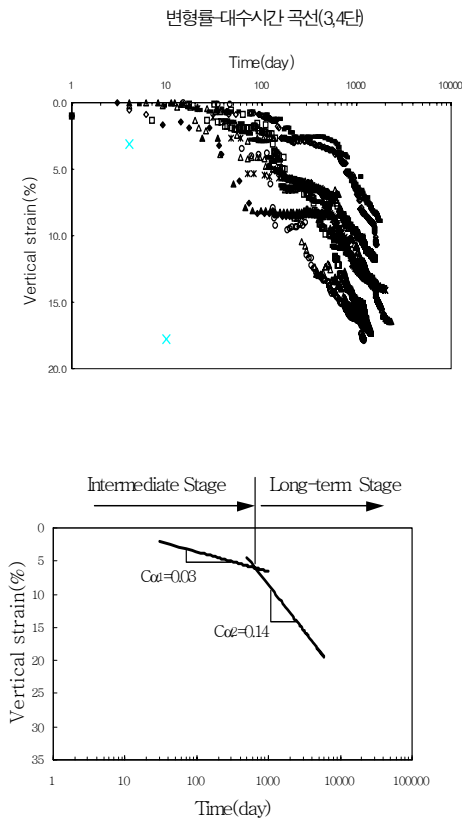 변형률-대수시간 곡선(3,4단)
Time(day)
1 10 100 1000 10000
0.0
5.0
10.0
15.0
20.0
Vertical strain(%)
Intermediate Stage Long-term Stage
0
5
10
15
20
25
30
35
Vertical strain(%)
Cα1=0.03
Cα2=0.14
1 10 100 1000 10000 100000
Time(day)